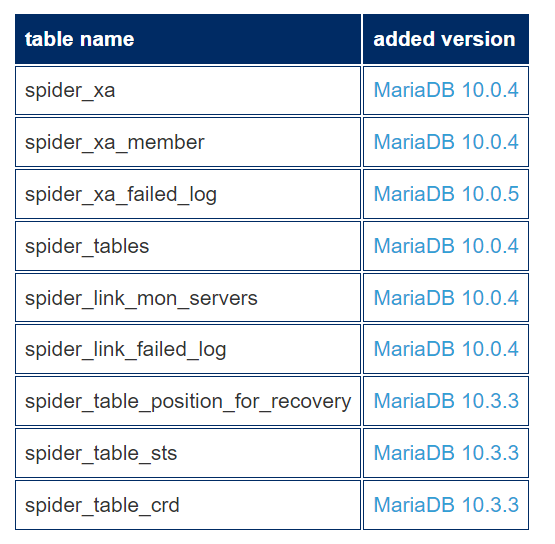 table name added version
spider_xa MariaDB 10.0.4
spider_xa_member MariaDB 10.0.4
spider_xa_failed_log MariaDB 10.0.5
spider_tables MariaDB 10.0.4
spider_link_mon_servers MariaDB 10.0.4
spider_link_failed_log MariaDB 10.0.4
spider_table_position_for_recovery MariaDB 10.3.3
spider_table_sts MariaDB 10.3.3
spider_table_crd MariaDB 10.3.3